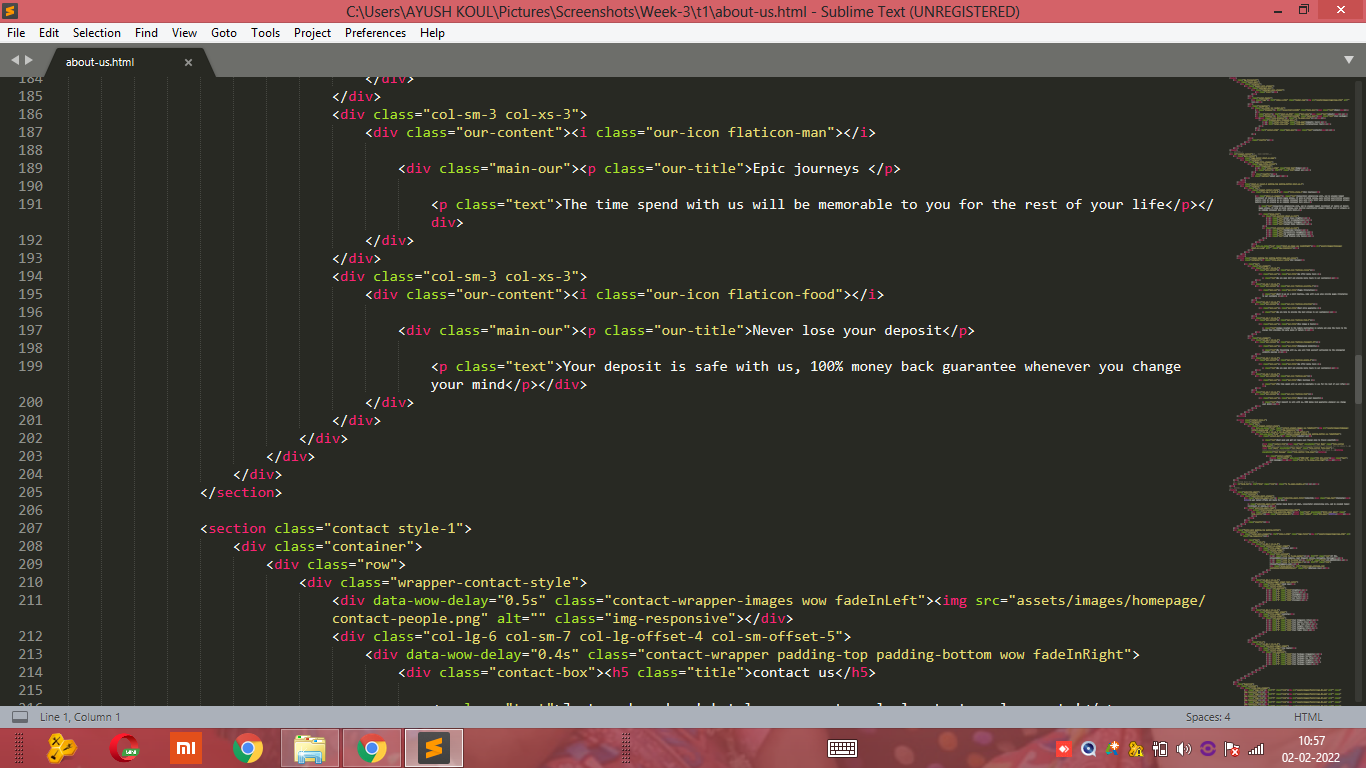 C:\Users\AYUSH KOUL\Pictures\Screenshots\Week-3\t1\about-us.html - Sublime Text (UNREGISTERED)
File Edit Selection Find View Goto Tools Project Preferences Help
about-us.html
184 </div>
185 </div>
186 <div class="col-sm-3 col-xs-3">
187 <div class="our-content"><i class="our-icon flaticon-man"></i>
188
189 <div class="main-our"><p class="our-title">Epic journeys </p>
190
191 <p class="text">The time spend with us will be memorable to you for the rest of your life</p></
div>
192 </div>
193 </div>
194 <div class="col-sm-3 col-xs-3">
195 <div class="our-content"><i class="our-icon flaticon-food"></i>
196
197 <div class="main-our"><p class="our-title">Never lose your deposit</p>
198
199 <p class="text">Your deposit is safe with us, 100% money back guarantee whenever you change
your mind</p></div>
200 </div>
201 </div>
202 </div>
203 </div>
204 </div>
205 </section>
206
207 <section class="contact style-1">
208 <div class="container">
209 <div class="row">
210 <div class="wrapper-contact-style">
211 <div data-wow-delay="0.5s" class="contact-wrapper-images wow fadeInLeft"><img src="assets/images/homepage/
contact-people.png" alt="" class="img-responsive"></div>
212 <div class="col-lg-6 col-sm-7 col-lg-offset-4 col-sm-offset-5">
213 <div data-wow-delay="0.4s" class="contact-wrapper padding-top padding-bottom wow fadeInRight">
214 <div class="contact-box"><h5 class="title">contact us</h5>
215
Line 1, Column 1 Spaces: 4 HTML
mi
10:57
02-02-2022